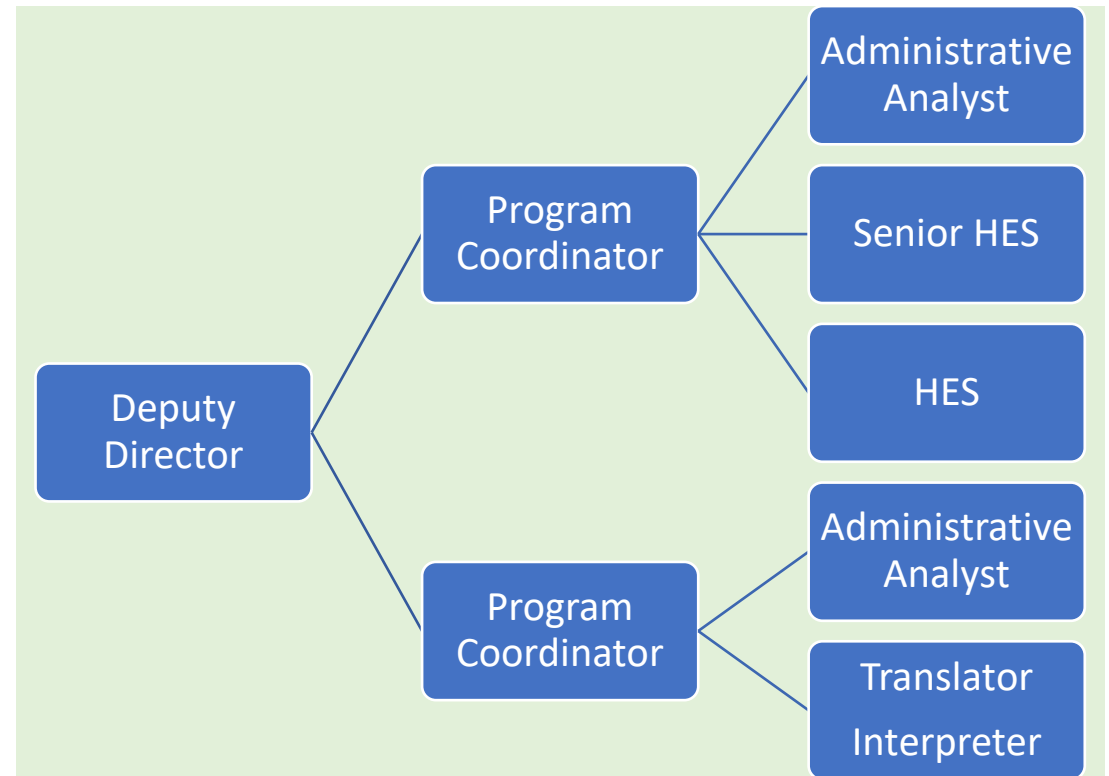 Deputy
Director
Program
Coordinator
Administrative
Analyst
Senior HES
HES
Program
Coordinator
Administrative
Analyst
Translator
Interpreter